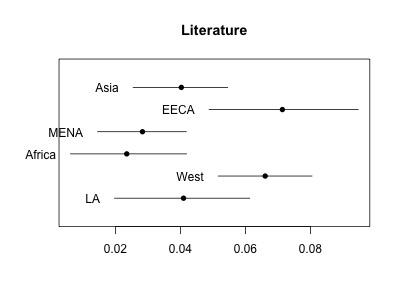 Literature
Asia
EECA
MENA
Africa
West
LA
0.02 0.04 0.06 0.08